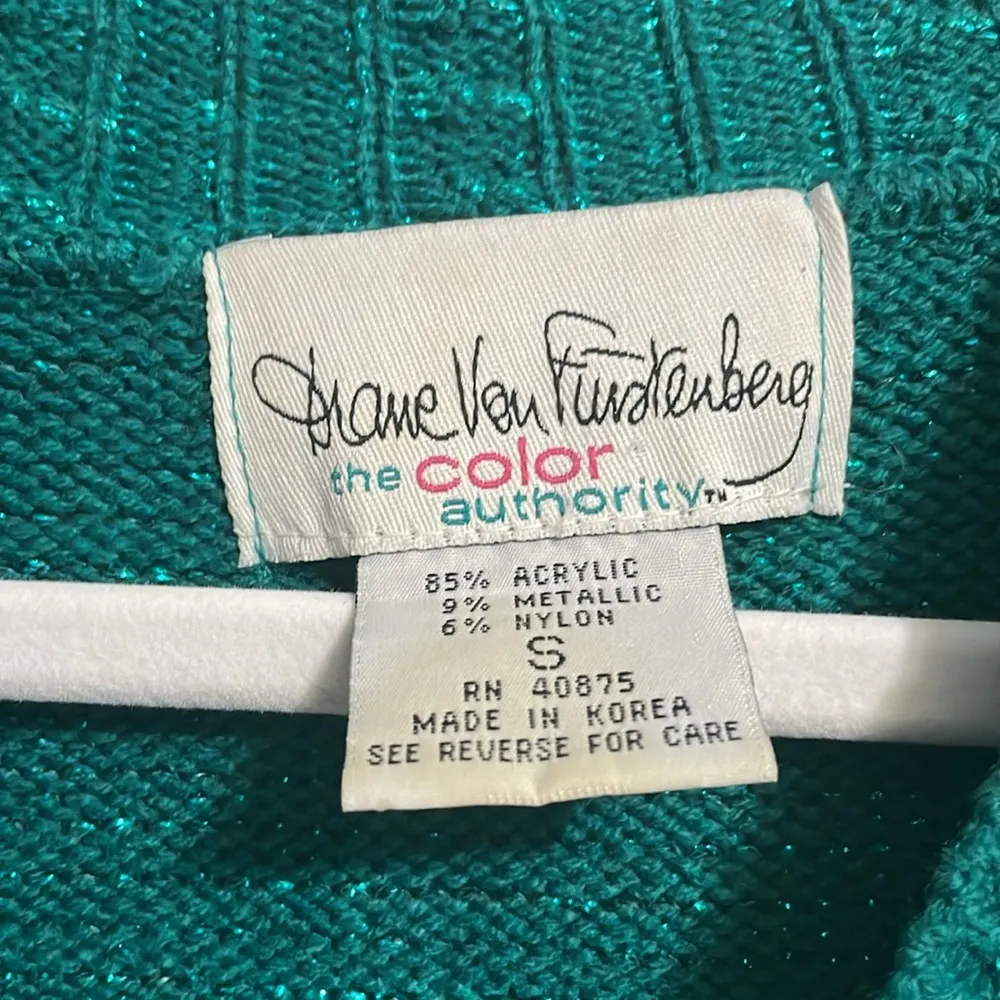 Diane Von Furstenberg
the color
authority™
85% ACRYLIC
9% METALLIC
6% NYLON
S
RN 40875
MADE IN KOREA
SEE REVERSE FOR CARE